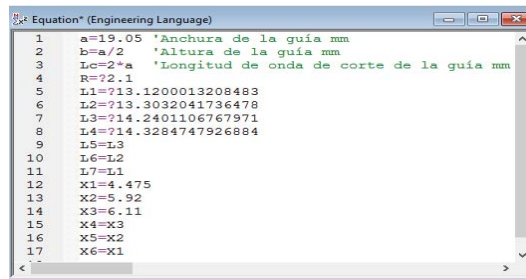 Equation* (Engineering Language)
1 a=19.05 'Anchura de la guía mm
2 b=a/2 'Altura de la guía mm
3 Lc=2*a 'Longitud de onda de corte de la guía mm
4 R=?2.1
5 L1=?13.1200013208483
6 L2=?13.3032041736478
7 L3=?14.2401106767971
8 L4=?14.3284747926884
9 L5=L3
10 L6=L2
11 L7=L1
12 X1=4.475
13 X2=5.92
14 X3=6.11
15 X4=X3
16 X5=X2
17 X6=X1